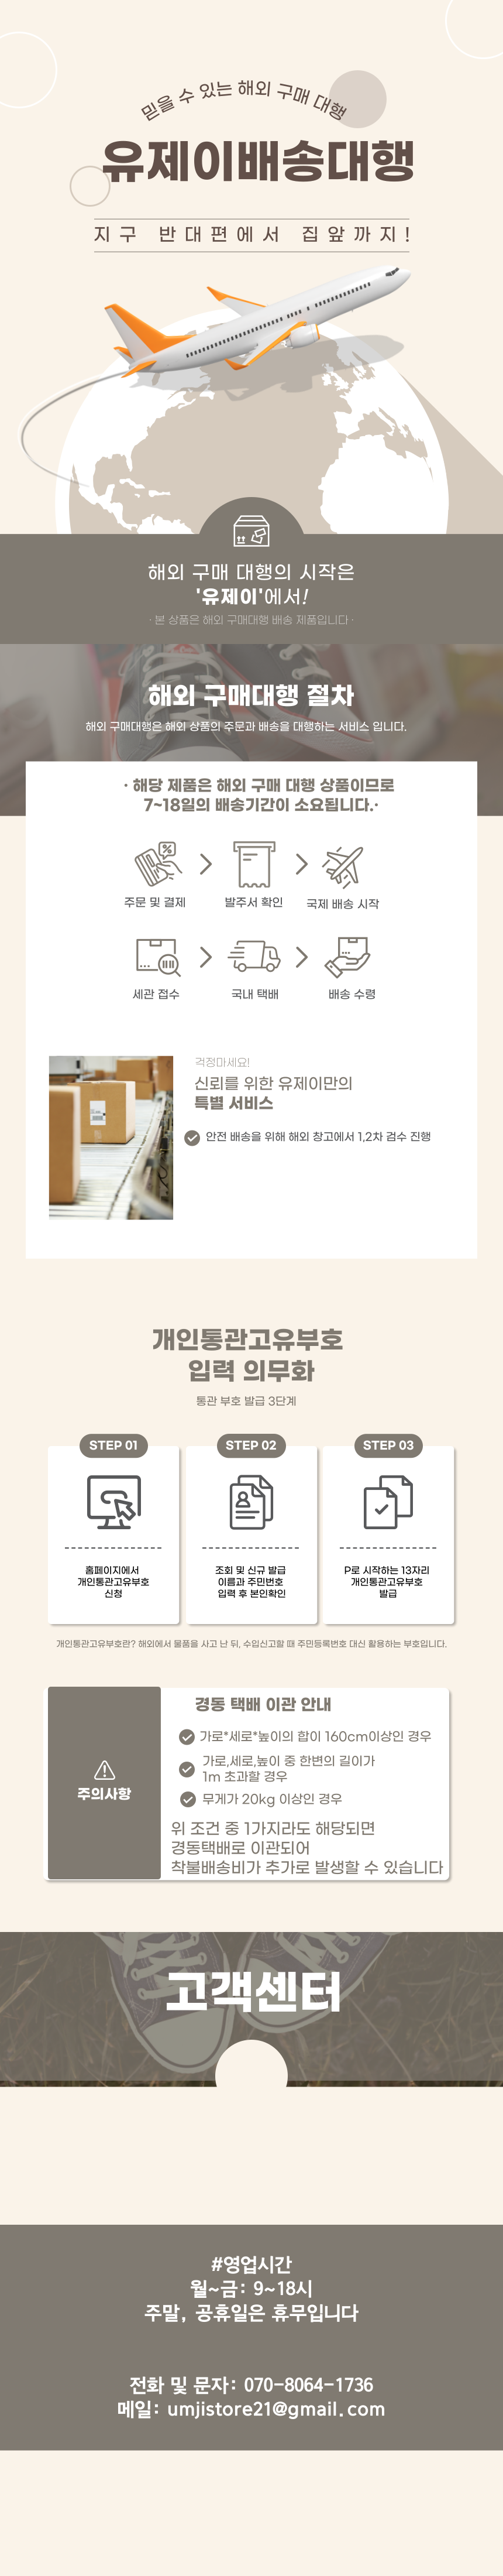 믿을 수 있는 해외 구매 대행
유제이배송대행
지구 반대편에서 집앞까지!
해외 구매 대행의 시작은
'유제이'에서!
· 본 상품은 해외 구매대행 배송 제품입니다 ·
해외 구매대행 절차
해외 구매대행은 해외 상품의 주문과 배송을 대행하는 서비스 입니다.
· 해당 제품은 해외 구매 대행 상품이므로
7~18일의 배송기간이 소요됩니다.·
주문 및 결제
발주서 확인
국제 배송 시작
세관 접수
국내 택배
배송 수령
걱정마세요!
신뢰를 위한 유제이만의
특별 서비스
안전 배송을 위해 해외 창고에서 1,2차 검수 진행
개인통관고유부호
입력 의무화
통관 부호 발급 3단계
STEP 01
홈페이지에서
개인통관고유부호
신청
STEP 02
조회 및 신규 발급
이름과 주민번호
입력 후 본인확인
STEP 03
P로 시작하는 13자리
개인통관고유부호
발급
개인통관고유부호란? 해외에서 물품을 사고 난 뒤, 수입신고할 때 주민등록번호 대신 활용하는 부호입니다.
주의사항
경동 택배 이관 안내
가로*세로*높이의 합이 160cm이상인 경우
가로,세로,높이 중 한변의 길이가
1m 초과할 경우
무게가 20kg 이상인 경우
위 조건 중 1가지라도 해당되면
경동택배로 이관되어
착불배송비가 추가로 발생할 수 있습니다
고객센터
#영업시간
월~금: 9~18시
주말, 공휴일은 휴무입니다
전화 및 문자: 070-8064-1736
메일: umjistore21@gmail.com